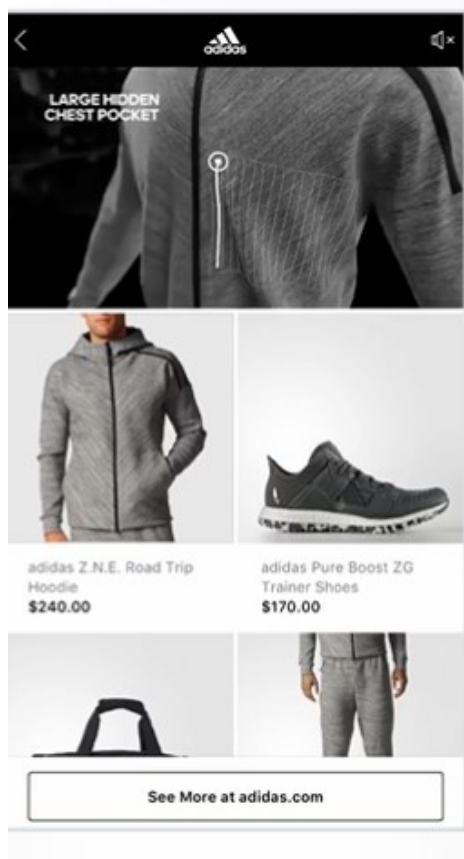 adidas
LARGE HIDDEN
CHEST POCKET
adidas Z.N.E. Road Trip
Hoodie
$240.00
adidas Pure Boost ZG
Trainer Shoes
$170.00
See More at adidas.com